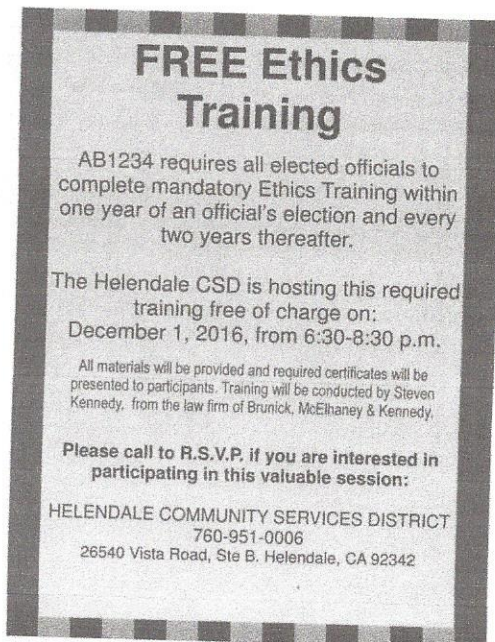 FREE Ethics
Training
AB1234 requires all elected officials to
complete mandatory Ethics Training within
one year of an official's election and every
two years thereafter.
The Helendale CSD is hosting this required
training free of charge on:
December 1, 2016, from 6:30-8:30 p.m.
All materials will be provided and required certificates will be
presented to participants. Training will be conducted by Steven
Kennedy, from the law firm of Brunick, McElhaney & Kennedy.
Please call to R.S.V.P. if you are interested in
participating in this valuable session:
HELENDALE COMMUNITY SERVICES DISTRICT
760-951-0006
26540 Vista Road, Ste B. Helendale, CA 92342